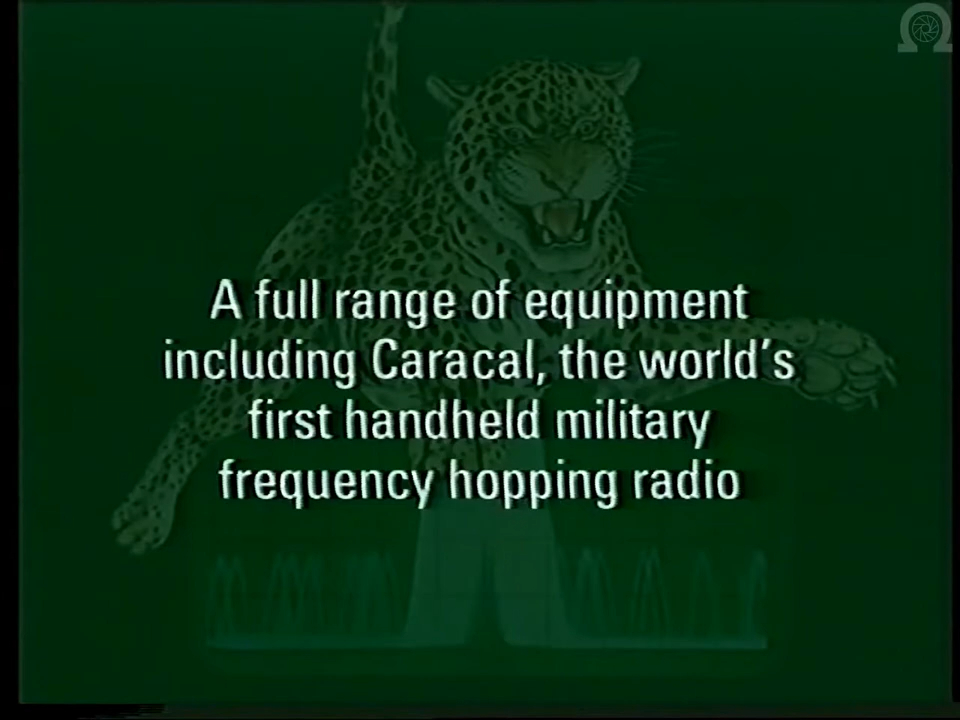 A full range of equipment
including Caracal, the world's
first handheld military
frequency hopping radio